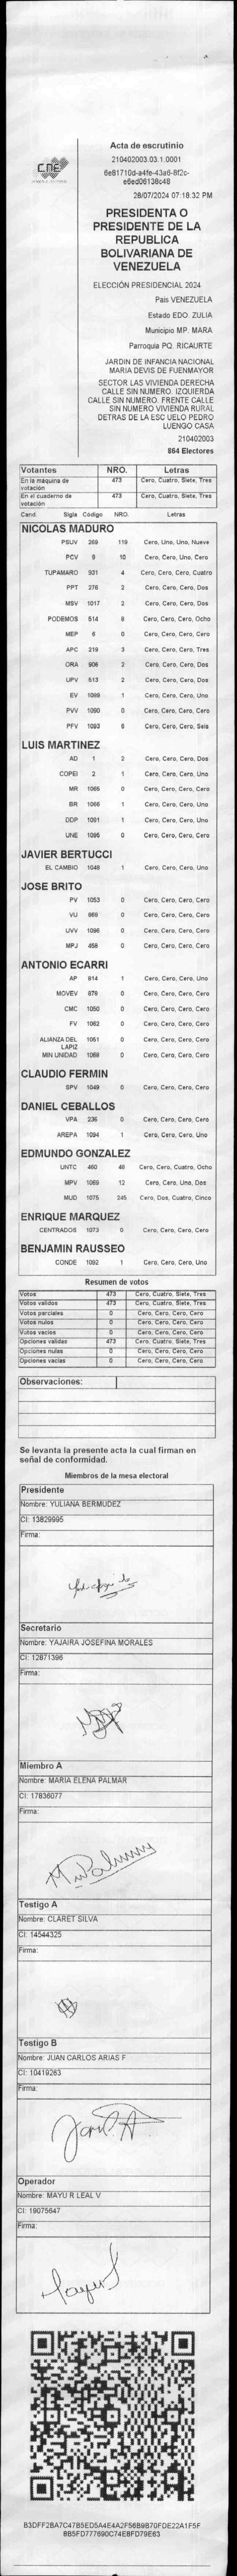 CNE
Acta de escrutinio
210402003.03.1.0001
6e81710d-a4fe-43a6-8f2c-
e6ed06138c48
28/07/2024 07:18:32 PM
PRESIDENTA O
PRESIDENTE DE LA
REPUBLICA
BOLIVARIANA DE
VENEZUELA
ELECCIÓN PRESIDENCIAL 2024
Pais VENEZUELA
Estado EDO. ZULIA
Municipio MP. MARA
Parroquia PQ. RICAURTE
JARDIN DE INFANCIA NACIONAL
MARIA DEVIS DE FUENMAYOR
SECTOR LAS VIVIENDA DERECHA
CALLE SIN NUMERO. IZQUIERDA
CALLE SIN NUMERO. FRENTE CALLE
SIN NUMERO VIVIENDA RURAL
DETRAS DE LA ESC UELO PEDRO
LUENGO CASA
210402003
864 Electores
Votantes NRO. Letras
En la máquina de votación 473 Cero, Cuatro, Siete, Tres
En el cuaderno de votación 473 Cero, Cuatro, Siete, Tres
Cand. Sigla Código NRO. Letras
NICOLAS MADURO
PSUV 269 119 Cero, Uno, Uno, Nueve
PCV 9 10 Cero, Cero, Uno, Cero
TUPAMARO 931 4 Cero, Cero, Cero, Cuatro
PPT 276 2 Cero, Cero, Cero, Dos
MSV 1017 2 Cero, Cero, Cero, Dos
PODEMOS 514 8 Cero, Cero, Cero, Ocho
MEP 6 0 Cero, Cero, Cero, Cero
APC 219 3 Cero, Cero, Cero, Tres
ORA 906 2 Cero, Cero, Cero, Dos
UPV 513 2 Cero, Cero, Cero, Dos
EV 1089 1 Cero, Cero, Cero, Uno
PVV 1090 0 Cero, Cero, Cero, Cero
PFV 1093 6 Cero, Cero, Cero, Seis
LUIS MARTINEZ
AD 1 2 Cero, Cero, Cero, Dos
COPEI 2 1 Cero, Cero, Cero, Uno
MR 1065 0 Cero, Cero, Cero, Cero
BR 1066 1 Cero, Cero, Cero, Uno
DDP 1091 1 Cero, Cero, Cero, Uno
UNE 1095 0 Cero, Cero, Cero, Cero
JAVIER BERTUCCI
EL CAMBIO 1048 1 Cero, Cero, Cero, Uno
JOSE BRITO
PV 1053 0 Cero, Cero, Cero, Cero
VU 969 0 Cero, Cero, Cero, Cero
UVV 1096 0 Cero, Cero, Cero, Cero
MPJ 458 0 Cero, Cero, Cero, Cero
ANTONIO ECARRI
AP 814 1 Cero, Cero, Cero, Uno
MOVEV 976 0 Cero, Cero, Cero, Cero
CMC 1050 0 Cero, Cero, Cero, Cero
FV 1062 0 Cero, Cero, Cero, Cero
ALIANZA DEL LAPIZ 1051 0 Cero, Cero, Cero, Cero
MIN UNIDAD 1068 0 Cero, Cero, Cero, Cero
CLAUDIO FERMIN
SPV 1049 0 Cero, Cero, Cero, Cero
DANIEL CEBALLOS
VPA 236 0 Cero, Cero, Cero, Cero
AREPA 1094 1 Cero, Cero, Cero, Uno
EDMUNDO GONZALEZ
UNTC 460 48 Cero, Cero, Cuatro, Ocho
MPV 1069 12 Cero, Cero, Uno, Dos
MUD 1075 245 Cero, Dos, Cuatro, Cinco
ENRIQUE MARQUEZ
CENTRADOS 1073 0 Cero, Cero, Cero, Cero
BENJAMIN RAUSSEO
CONDE 1092 1 Cero, Cero, Cero, Uno
Resumen de votos
Votos 473 Cero, Cuatro, Siete, Tres
Votos validos 473 Cero, Cuatro, Siete, Tres
Votos parciales 0 Cero, Cero, Cero, Cero
Votos nulos 0 Cero, Cero, Cero, Cero
Votos vacios 0 Cero, Cero, Cero, Cero
Opciones validas 473 Cero, Cuatro, Siete, Tres
Opciones nulas 0 Cero, Cero, Cero, Cero
Opciones vacias 0 Cero, Cero, Cero, Cero
Observaciones:
Se levanta la presente acta la cual firman en
señal de conformidad.
Miembros de la mesa electoral
Presidente
Nombre: YULIANA BERMUDEZ
CI: 13829995
Firma:
Secretario
Nombre: YAJAIRA JOSEFINA MORALES
CI: 12871396
Firma:
Miembro A
Nombre: MARIA ELENA PALMAR
CI: 17836077
Firma:
Testigo A
Nombre: CLARET SILVA
CI: 14544325
Firma:
Testigo B
Nombre: JUAN CARLOS ARIAS F
CI: 10419263
Firma:
Operador
Nombre: MAYU R LEAL V
CI: 19075647
Firma:
B3DFF2BA7C47B5ED5A4E4A2F56B9B70FDE22A1F5F
BB5FD777690C74E8FD79E63